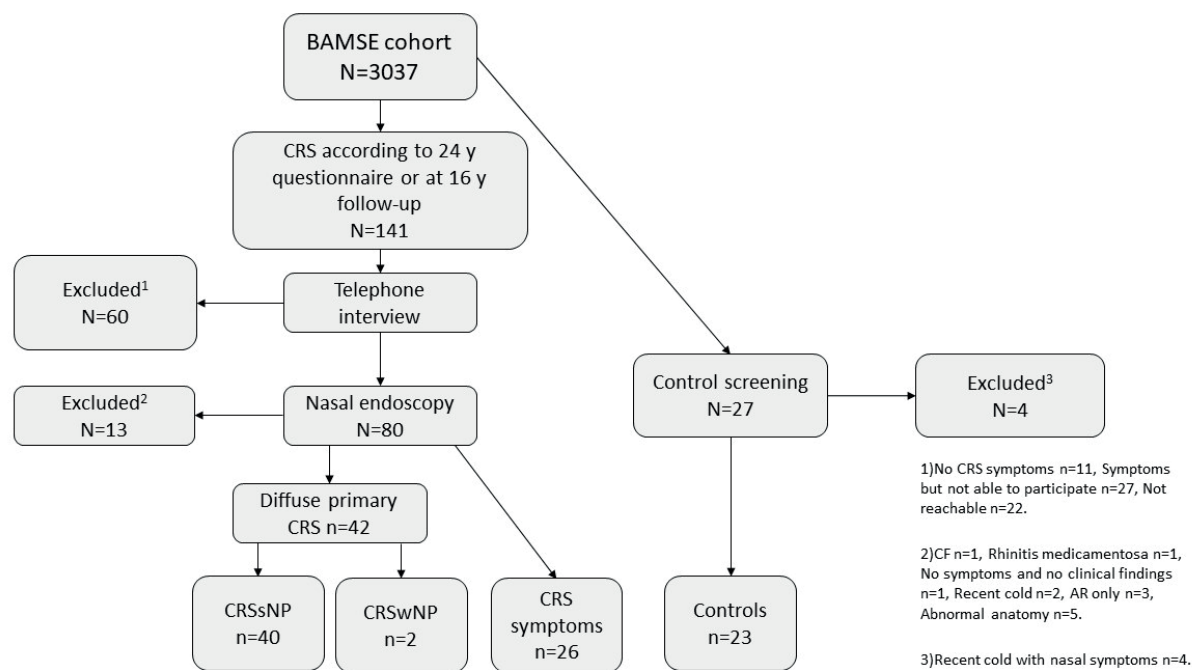 BAMSE cohort
N=3037
CRS according to 24 y
questionnaire or at 16 y
follow-up
N=141
Excluded1
N=60
Telephone
interview
Control screening
N=27
Excluded3
N=4
Excluded2
N=13
Nasal endoscopy
N=80
Diffuse primary
CRS n=42
CRSsNP
n=40
CRSwNP
n=2
CRS
symptoms
n=26
Controls
n=23
1)No CRS symptoms n=11, Symptoms
but not able to participate n=27, Not
reachable n=22.
2)CF n=1, Rhinitis medicamentosa n=1,
No symptoms and no clinical findings
n=1, Recent cold n=2, AR only n=3,
Abnormal anatomy n=5.
3)Recent cold with nasal symptoms n=4.